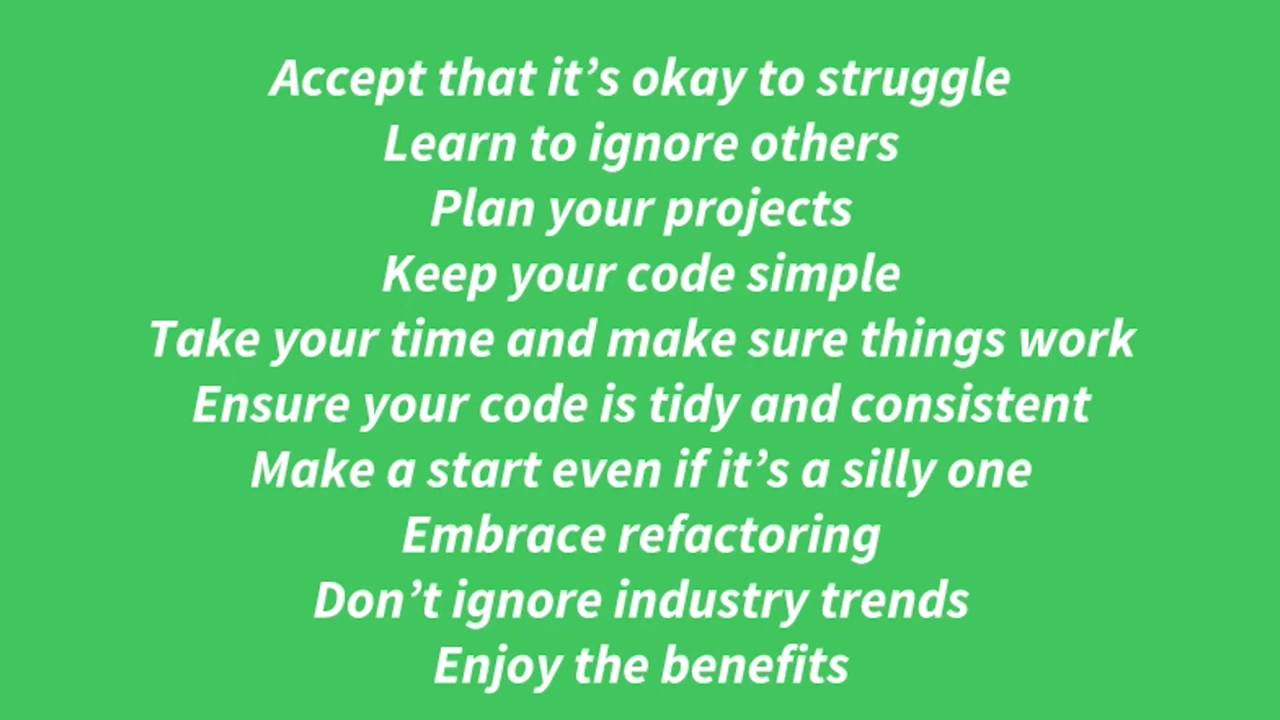 Accept that it’s okay to struggle
Learn to ignore others
Plan your projects
Keep your code simple
Take your time and make sure things work
Ensure your code is tidy and consistent
Make a start even if it’s a silly one
Embrace refactoring
Don’t ignore industry trends
Enjoy the benefits